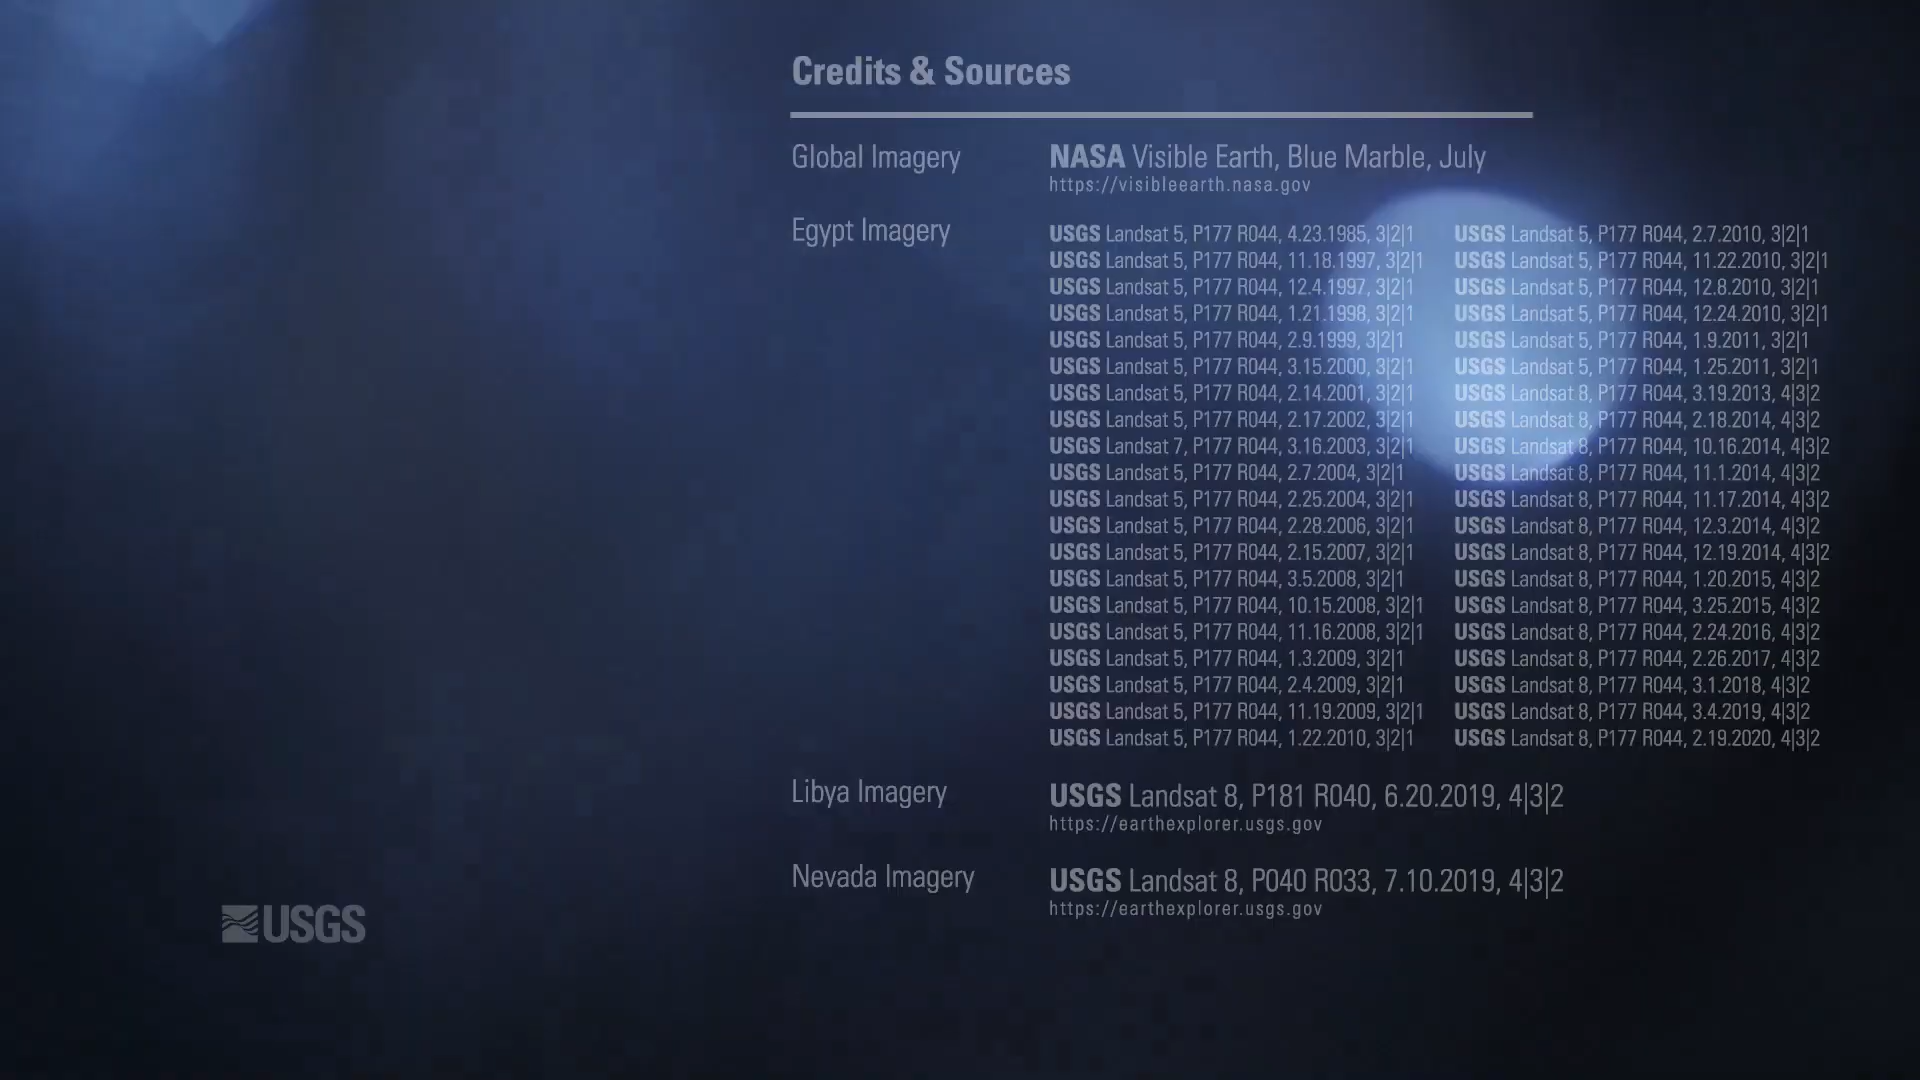 Credits & Sources
Global Imagery
NASA Visible Earth, Blue Marble, July
https://visibleearth.nasa.gov
Egypt Imagery
USGS Landsat 5, P177 R044, 4.23.1985, 3|2|1
USGS Landsat 5, P177 R044, 11.18.1997, 3|2|1
USGS Landsat 5, P177 R044, 12.4.1997, 3|2|1
USGS Landsat 5, P177 R044, 1.21.1998, 3|2|1
USGS Landsat 5, P177 R044, 2.9.1999, 3|2|1
USGS Landsat 5, P177 R044, 3.15.2000, 3|2|1
USGS Landsat 5, P177 R044, 2.14.2001, 3|2|1
USGS Landsat 5, P177 R044, 2.17.2002, 3|2|1
USGS Landsat 7, P177 R044, 3.16.2003, 3|2|1
USGS Landsat 5, P177 R044, 2.7.2004, 3|2|1
USGS Landsat 5, P177 R044, 2.25.2004, 3|2|1
USGS Landsat 5, P177 R044, 2.28.2006, 3|2|1
USGS Landsat 5, P177 R044, 2.15.2007, 3|2|1
USGS Landsat 5, P177 R044, 3.5.2008, 3|2|1
USGS Landsat 5, P177 R044, 10.15.2008, 3|2|1
USGS Landsat 5, P177 R044, 11.16.2008, 3|2|1
USGS Landsat 5, P177 R044, 1.3.2009, 3|2|1
USGS Landsat 5, P177 R044, 2.4.2009, 3|2|1
USGS Landsat 5, P177 R044, 11.19.2009, 3|2|1
USGS Landsat 5, P177 R044, 1.22.2010, 3|2|1
USGS Landsat 5, P177 R044, 2.7.2010, 3|2|1
USGS Landsat 5, P177 R044, 11.22.2010, 3|2|1
USGS Landsat 5, P177 R044, 12.8.2010, 3|2|1
USGS Landsat 5, P177 R044, 12.24.2010, 3|2|1
USGS Landsat 5, P177 R044, 1.9.2011, 3|2|1
USGS Landsat 5, P177 R044, 1.25.2011, 3|2|1
USGS Landsat 8, P177 R044, 3.19.2013, 4|3|2
USGS Landsat 8, P177 R044, 2.18.2014, 4|3|2
USGS Landsat 8, P177 R044, 10.16.2014, 4|3|2
USGS Landsat 8, P177 R044, 11.1.2014, 4|3|2
USGS Landsat 8, P177 R044, 11.17.2014, 4|3|2
USGS Landsat 8, P177 R044, 12.3.2014, 4|3|2
USGS Landsat 8, P177 R044, 12.19.2014, 4|3|2
USGS Landsat 8, P177 R044, 1.20.2015, 4|3|2
USGS Landsat 8, P177 R044, 3.25.2015, 4|3|2
USGS Landsat 8, P177 R044, 2.24.2016, 4|3|2
USGS Landsat 8, P177 R044, 2.26.2017, 4|3|2
USGS Landsat 8, P177 R044, 3.1.2018, 4|3|2
USGS Landsat 8, P177 R044, 3.4.2019, 4|3|2
USGS Landsat 8, P177 R044, 2.19.2020, 4|3|2
Libya Imagery
USGS Landsat 8, P181 R040, 6.20.2019, 4|3|2
https://earthexplorer.usgs.gov
Nevada Imagery
USGS Landsat 8, P040 R033, 7.10.2019, 4|3|2
https://earthexplorer.usgs.gov
USGS